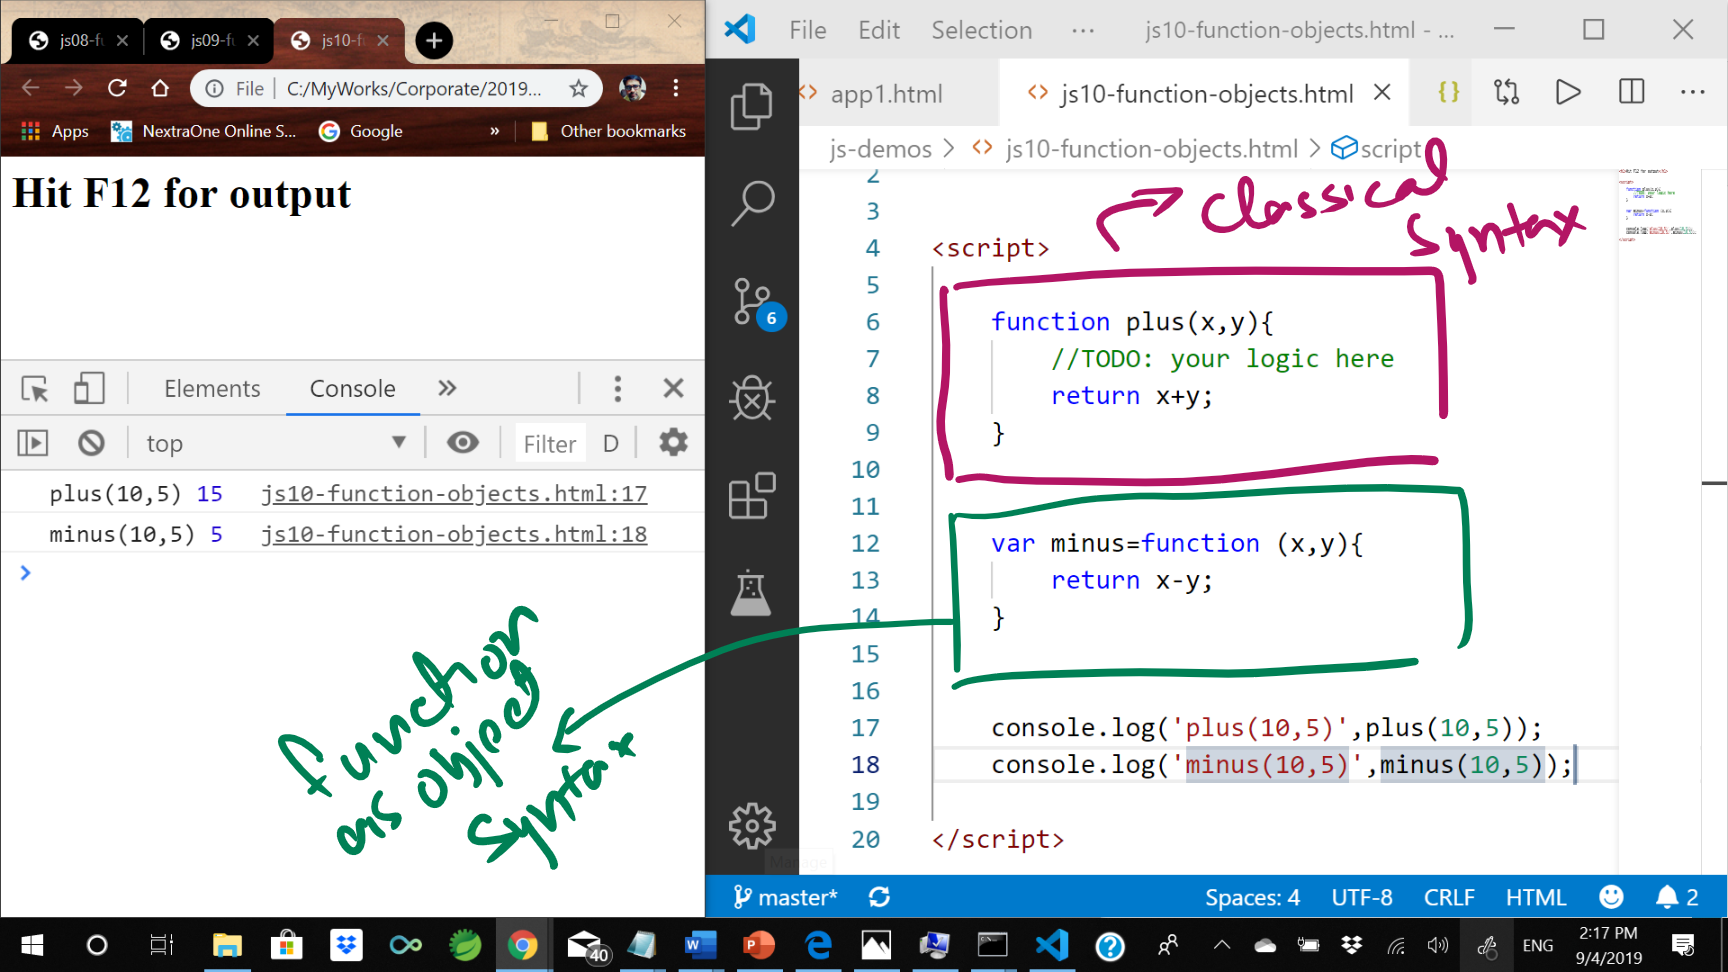 js08-f
js09-f
js10-f
File
C:/MyWorks/Corporate/2019...
Apps
NextraOne Online S...
Google
»
Other bookmarks
Hit F12 for output
Elements
Console
»
top
Filter
D
plus(10,5) 15 js10-function-objects.html:17
minus(10,5) 5 js10-function-objects.html:18
function
as object
Syntax
File Edit Selection ... js10-function-objects.html - ...
app1.html
js10-function-objects.html
{}
js-demos > js10-function-objects.html > script
Classical
Syntax
6
2
3
4 <script>
5
6 function plus(x,y){
7 //TODO: your logic here
8 return x+y;
9 }
10
11
12 var minus=function (x,y){
13 return x-y;
14 }
15
16
17 console.log('plus(10,5)',plus(10,5));
18 console.log('minus(10,5)',minus(10,5));
19
20 </script>
Manage
master*
Spaces: 4 UTF-8 CRLF HTML 2
40
ENG
2:17 PM
9/4/2019